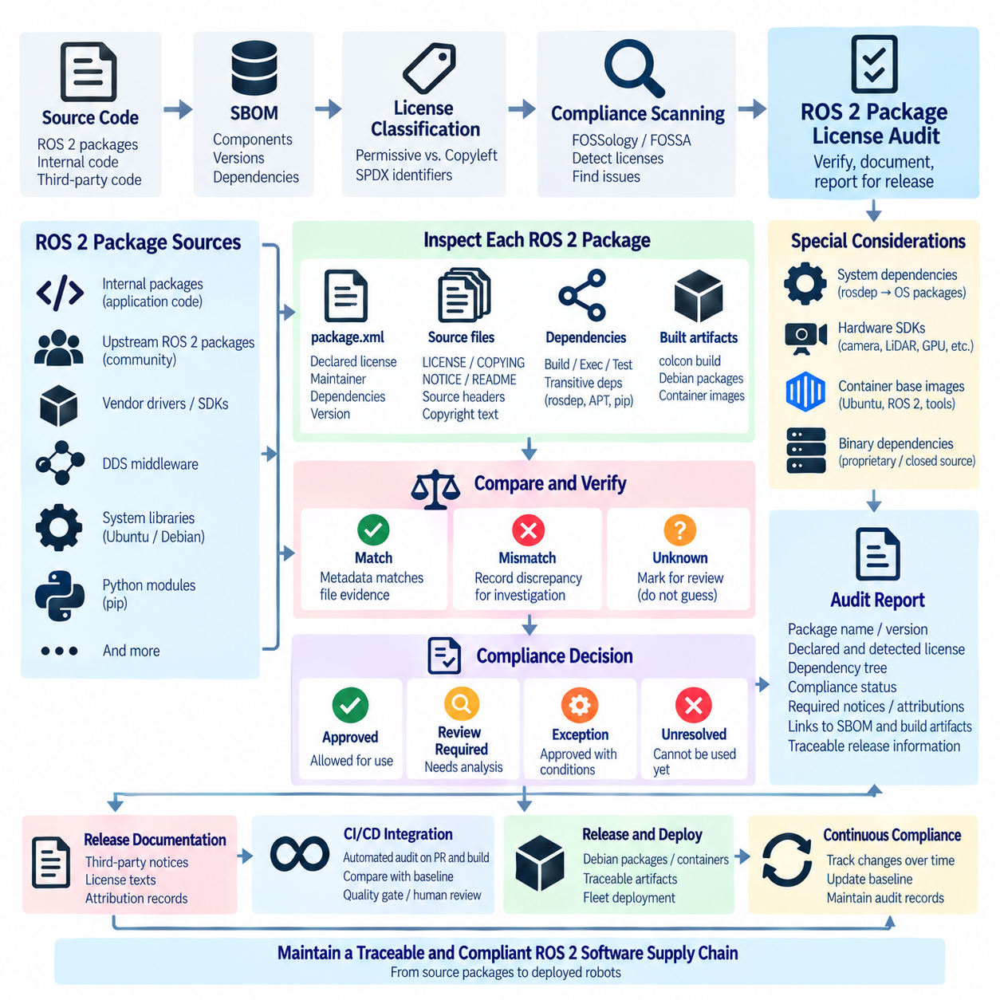 Source Code
ROS 2 packages
Internal code
Third-party code
SBOM
Components
Versions
Dependencies
License
Classification
Permissive vs. Copyleft
SPDX identifiers
Compliance Scanning
FOSSology / FOSSA
Detect licenses
Find issues
ROS 2 Package
License Audit
Verify, document,
report for release
ROS 2 Package Sources
Internal packages
(application code)
Upstream ROS 2 packages
(community)
Vendor drivers / SDKs
DDS middleware
System libraries
(Ubuntu / Debian)
Python modules
(pip)
And more
Inspect Each ROS 2 Package
package.xml
Declared license
Maintainer
Dependencies
Version
Source files
LICENSE / COPYING
NOTICE / README
Source headers
Copyright text
Dependencies
Build / Exec / Test
Transitive deps
(rosdep, APT, pip)
Built artifacts
colcon build
Debian packages
Container images
Special Considerations
System dependencies
(rosdep → OS packages)
Hardware SDKs
(camera, LiDAR, GPU, etc.)
Container base images
(Ubuntu, ROS 2, tools)
Binary dependencies
(proprietary / closed source)
Compare and Verify
Match
Metadata matches
file evidence
Mismatch
Record discrepancy
for investigation
?
Unknown
Mark for review
(do not guess)
Compliance Decision
Approved
Allowed for use
Review
Required
Needs analysis
Exception
Approved with
conditions
Unresolved
Cannot be used
yet
Audit Report
Package name / version
Declared and detected license
Dependency tree
Compliance status
Required notices / attributions
Links to SBOM and build artifacts
Traceable release information
Release Documentation
Third-party notices
License texts
Attribution records
CI/CD Integration
Automated audit on PR and build
Compare with baseline
Quality gate / human review
Release and Deploy
Debian packages / containers
Traceable artifacts
Fleet deployment
Continuous Compliance
Track changes over time
Update baseline
Maintain audit records
Maintain a Traceable and Compliant ROS 2 Software Supply Chain
From source packages to deployed robots